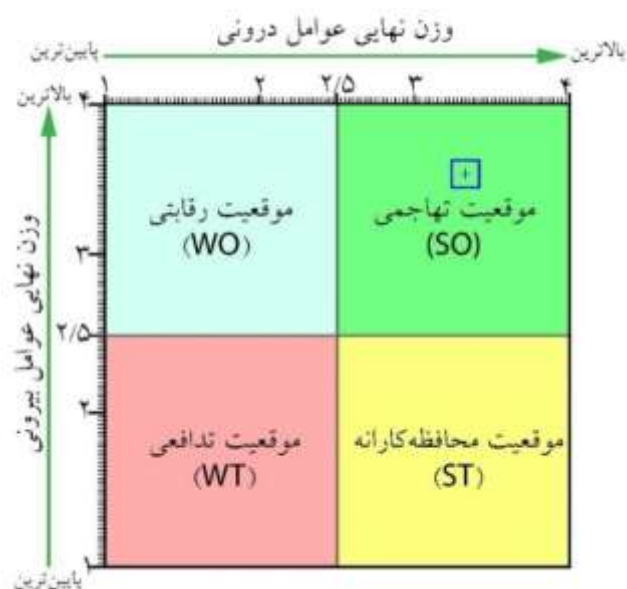 وزن نهایی عوامل درونی
پایین‌ترین
بالاترین
۱ ۲ ۲/۵ ۳ ۴
بالاترین
۴
وزن نهایی عوامل بیرونی
موقعیت رقابتی
(WO)
+
موقعیت تهاجمی
(SO)
۳
۲/۵
۲
موقعیت تدافعی
(WT)
موقعیت محافظه‌کارانه
(ST)
۱
پایین‌ترین